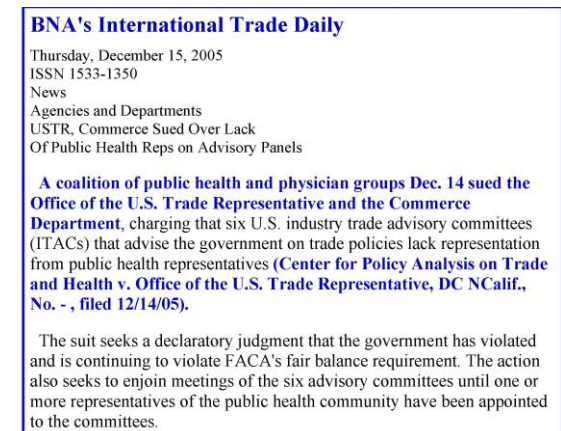 BNA's International Trade Daily
Thursday, December 15, 2005
ISSN 1533-1350
News
Agencies and Departments
USTR, Commerce Sued Over Lack
Of Public Health Reps on Advisory Panels
A coalition of public health and physician groups Dec. 14 sued the
Office of the U.S. Trade Representative and the Commerce
Department, charging that six U.S. industry trade advisory committees
(ITACs) that advise the government on trade policies lack representation
from public health representatives (Center for Policy Analysis on Trade
and Health v. Office of the U.S. Trade Representative, DC NCalif.,
No. - , filed 12/14/05).
The suit seeks a declaratory judgment that the government has violated
and is continuing to violate FACA's fair balance requirement. The action
also seeks to enjoin meetings of the six advisory committees until one or
more representatives of the public health community have been appointed
to the committees.